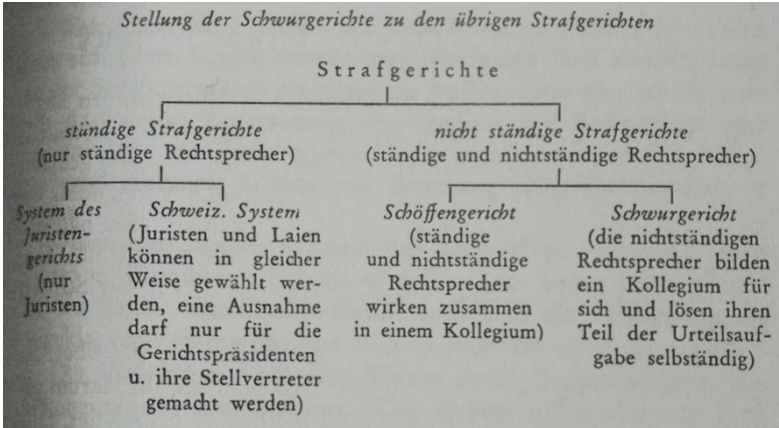 Stellung der Schwurgerichte zu den übrigen Strafgerichten
Strafgerichte
ständige Strafgerichte
(nur ständige Rechtsprecher)
nicht ständige Strafgerichte
(ständige und nichtständige Rechtsprecher)
System des
Juristen-
gerichts
(nur
Juristen)
Schweiz. System
(Juristen und Laien
können in gleicher
Weise gewählt wer-
den, eine Ausnahme
darf nur für die
Gerichtspräsidenten
u. ihre Stellvertreter
gemacht werden)
Schöffengericht
(ständige
und nichtständige
Rechtsprecher
wirken zusammen
in einem Kollegium)
Schwurgericht
(die nichtständigen
Rechtsprecher bilden
ein Kollegium für
sich und lösen ihren
Teil der Urteilsauf-
gabe selbständig)